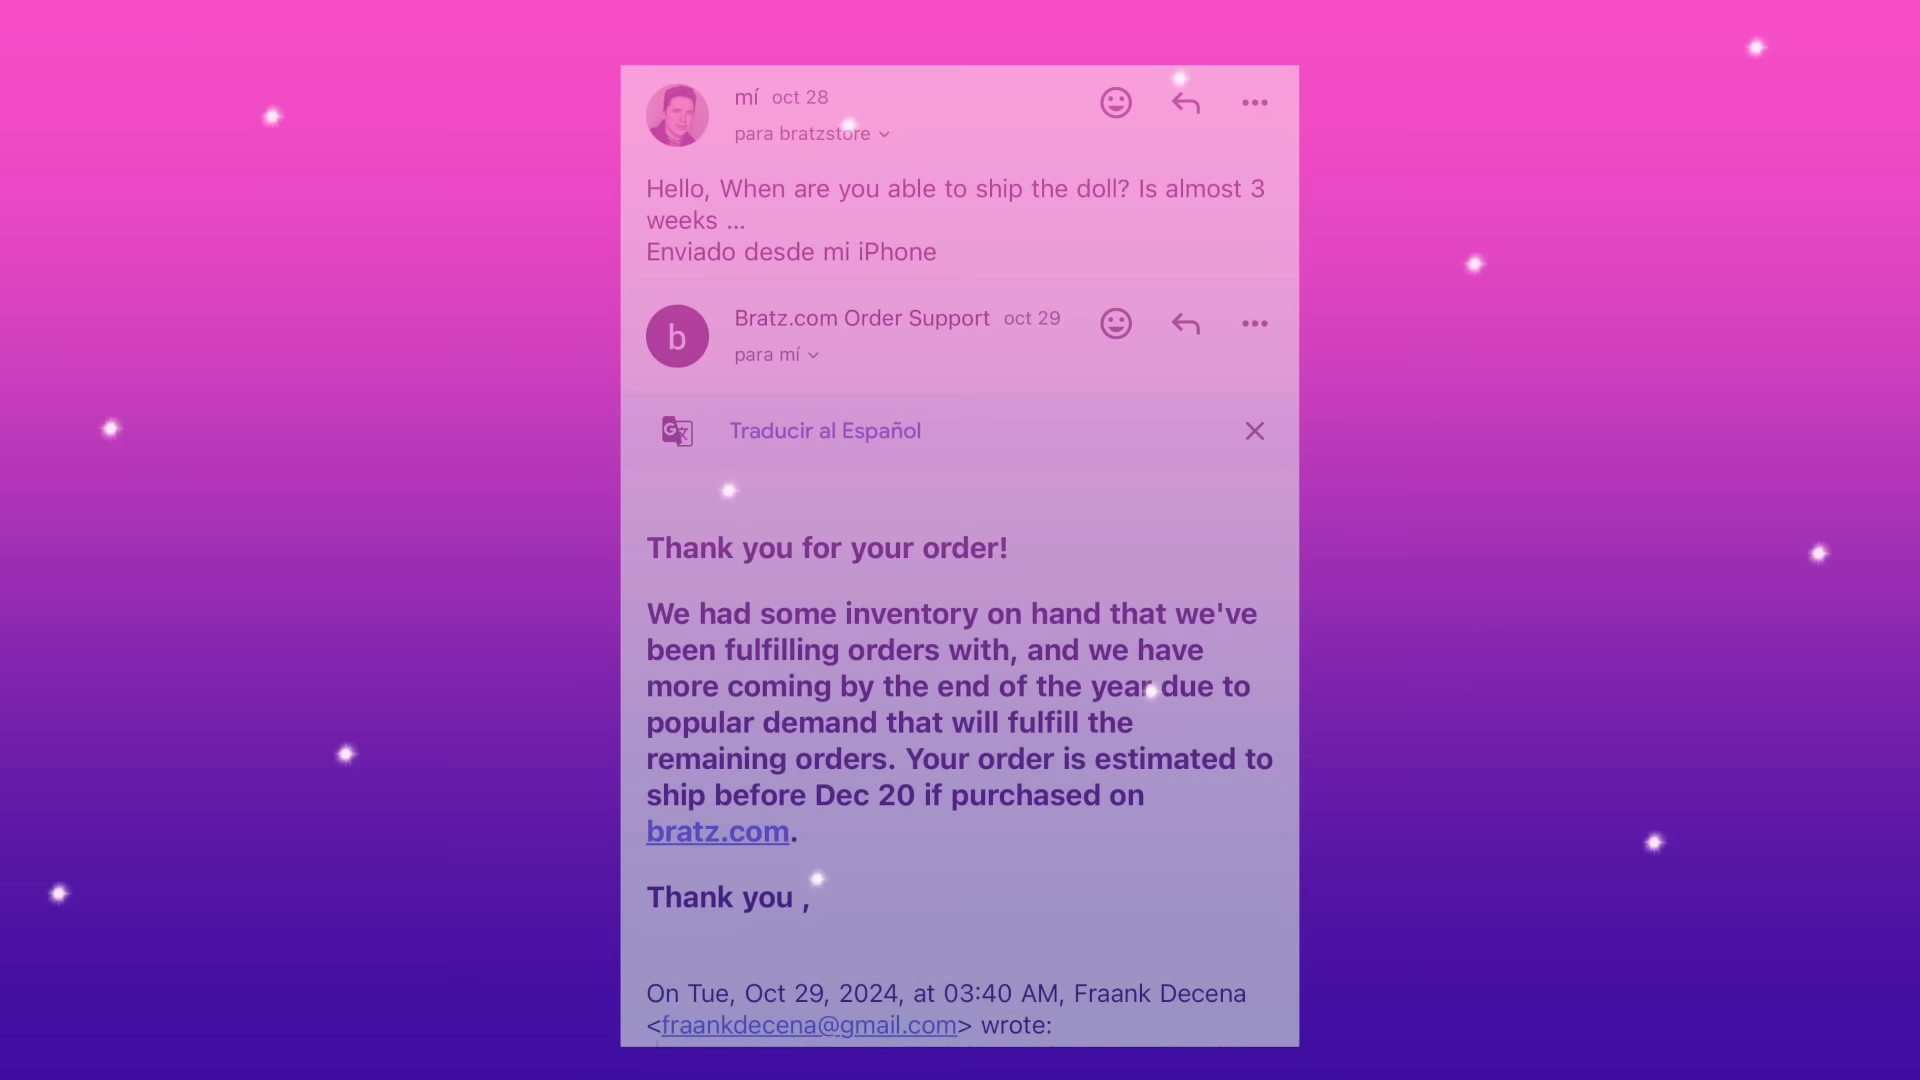 mí oct 28
para bratzstore
Hello, When are you able to ship the doll? Is almost 3
weeks ...
Enviado desde mi iPhone
b
Bratz.com Order Support oct 29
para mí
G文
Traducir al Español
Thank you for your order!
We had some inventory on hand that we've
been fulfilling orders with, and we have
more coming by the end of the year due to
popular demand that will fulfill the
remaining orders. Your order is estimated to
ship before Dec 20 if purchased on
bratz.com.
Thank you ,
On Tue, Oct 29, 2024, at 03:40 AM, Fraank Decena
<fraankdecena@gmail.com> wrote: